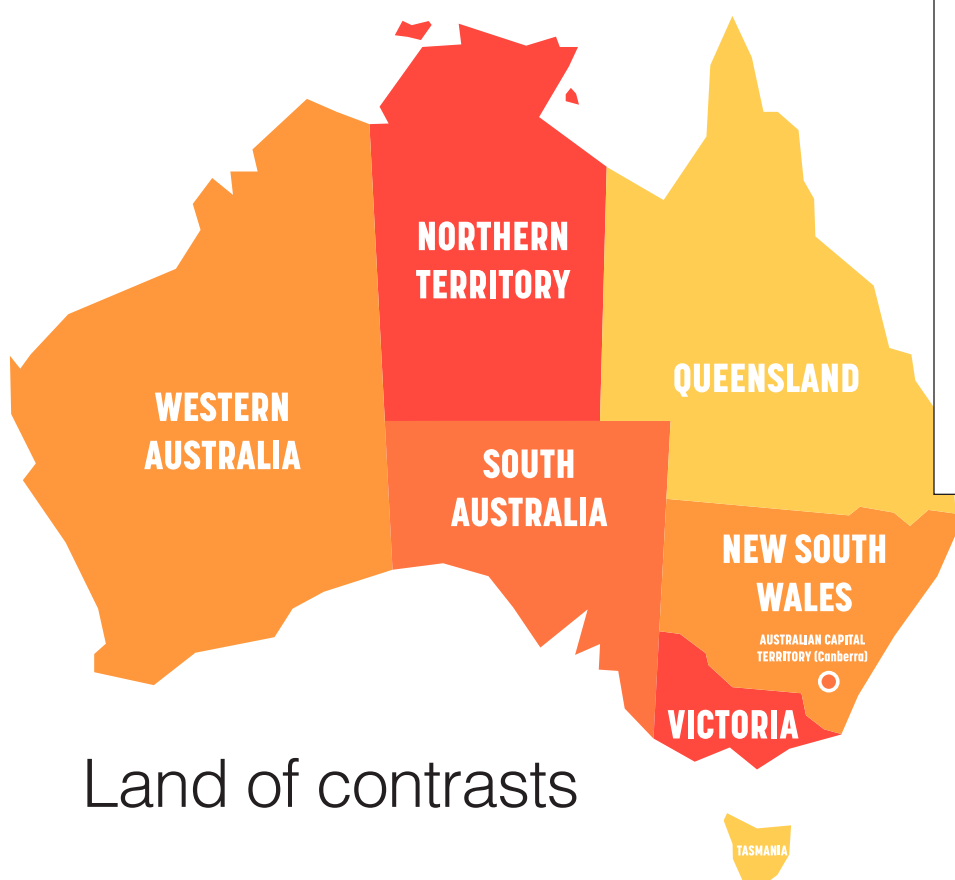 NORTHERN
TERRITORY
QUEENSLAND
WESTERN
AUSTRALIA
SOUTH
AUSTRALIA
NEW SOUTH
WALES
AUSTRALIAN CAPITAL
TERRITORY (Canberra)
VICTORIA
Land of contrasts
TASMANIA